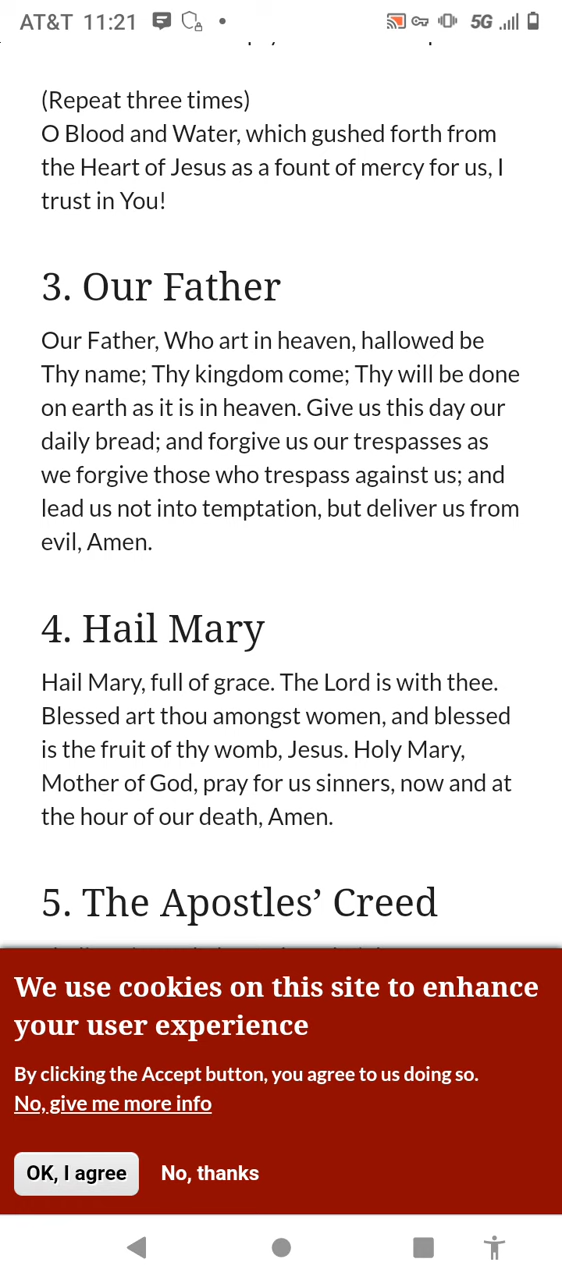 AT&T 11:21
5G
(Repeat three times)
O Blood and Water, which gushed forth from
the Heart of Jesus as a fount of mercy for us, I
trust in You!
3. Our Father
Our Father, Who art in heaven, hallowed be
Thy name; Thy kingdom come; Thy will be done
on earth as it is in heaven. Give us this day our
daily bread; and forgive us our trespasses as
we forgive those who trespass against us; and
lead us not into temptation, but deliver us from
evil, Amen.
4. Hail Mary
Hail Mary, full of grace. The Lord is with thee.
Blessed art thou amongst women, and blessed
is the fruit of thy womb, Jesus. Holy Mary,
Mother of God, pray for us sinners, now and at
the hour of our death, Amen.
5. The Apostles’ Creed
We use cookies on this site to enhance
your user experience
By clicking the Accept button, you agree to us doing so.
No, give me more info
OK, I agree
No, thanks